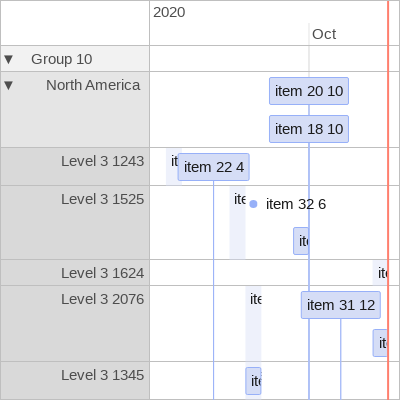 2020
Oct
▼ Group 10
▼ North America
item 20 10
item 18 10
Level 3 1243
it
item 22 4
Level 3 1525
ite
item 32 6
ite
Level 3 1624
ite
Level 3 2076
ite
item 31 12
ite
Level 3 1345
ite